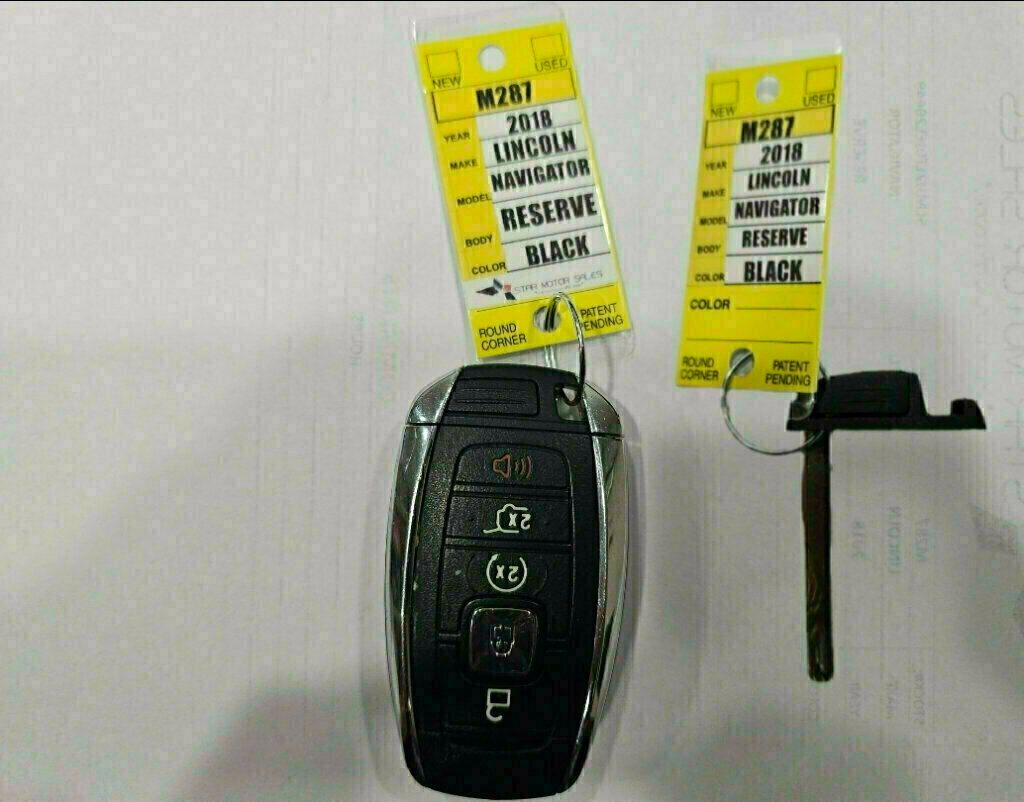 NEW USED
M287
YEAR 2018
MAKE LINCOLN
MODEL NAVIGATOR
BODY RESERVE
COLOR BLACK
STAR MOTOR SALES
ROUND CORNER
PATENT PENDING
2x
2x
NEW USED
M287
YEAR 2018
MAKE LINCOLN
MODEL NAVIGATOR
BODY RESERVE
COLOR BLACK
COLOR
ROUND CORNER
PATENT PENDING